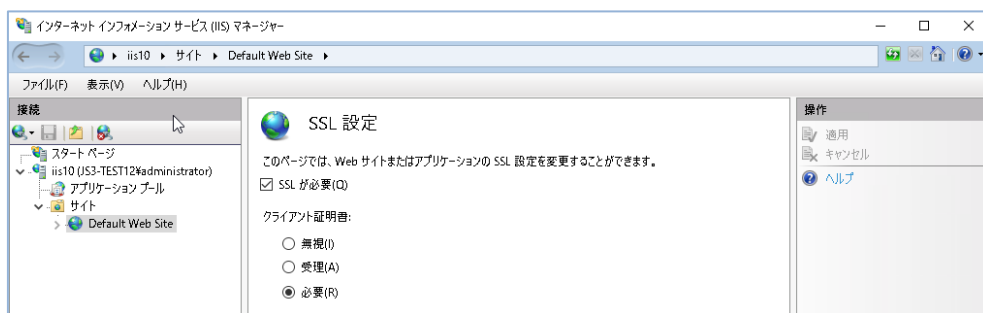 インターネット インフォメーション サービス (IIS) マネージャー
iis10 ▸ サイト ▸ Default Web Site ▸
ファイル(F) 表示(V) ヘルプ(H)
接続
スタート ページ
iis10 (JS3-TEST12¥administrator)
アプリケーション プール
サイト
Default Web Site
SSL 設定
このページでは、Web サイトまたはアプリケーションの SSL 設定を変更することができます。
SSL が必要(Q)
クライアント証明書:
無視(I)
受理(A)
必要(R)
操作
適用
キャンセル
ヘルプ